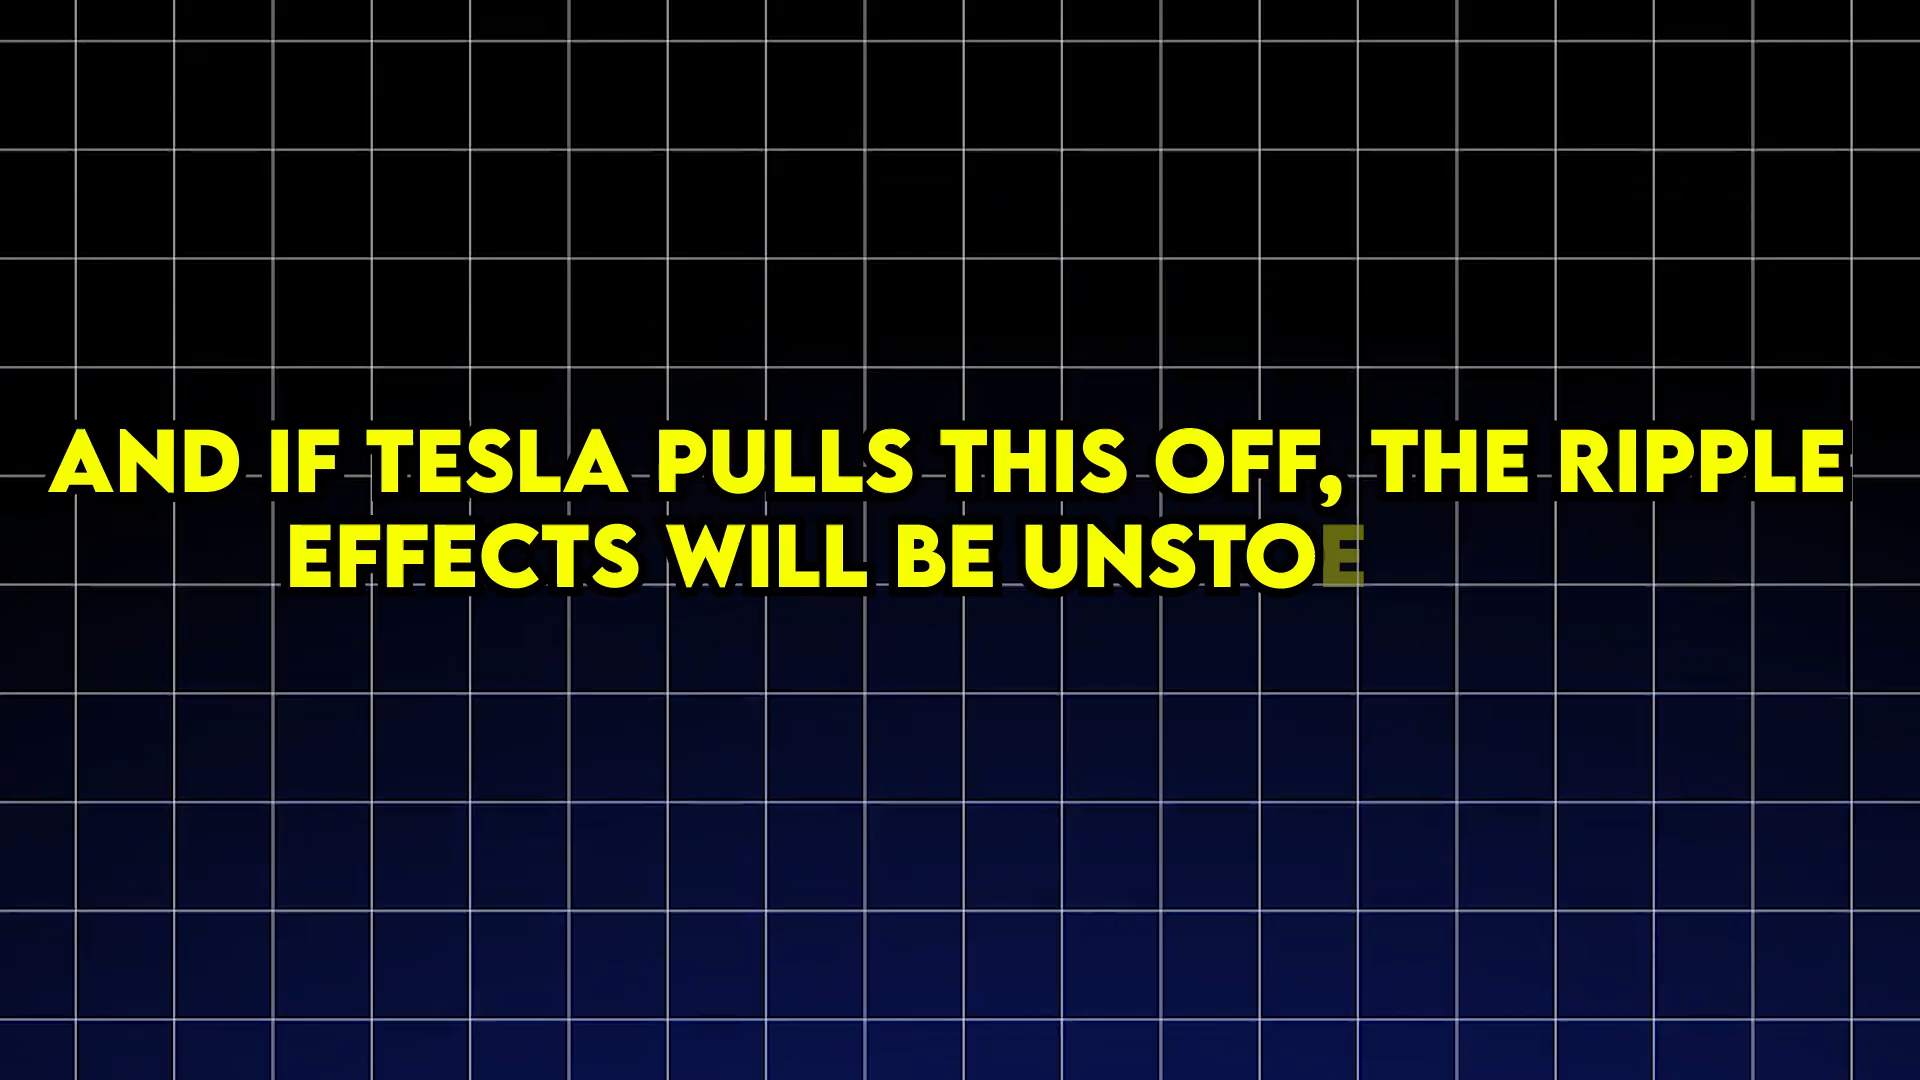 AND IF TESLA PULLS THIS OFF, THE RIPPLE
EFFECTS WILL BE UNSTOE